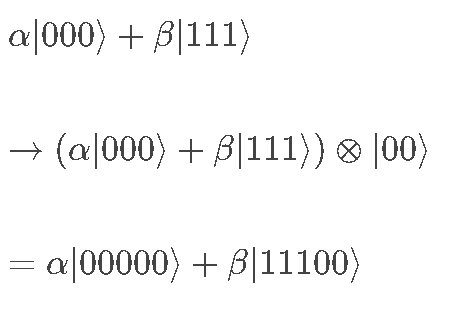 α|000⟩ + β|111⟩
→ (α|000⟩ + β|111⟩) ⊗ |00⟩
= α|00000⟩ + β|11100⟩